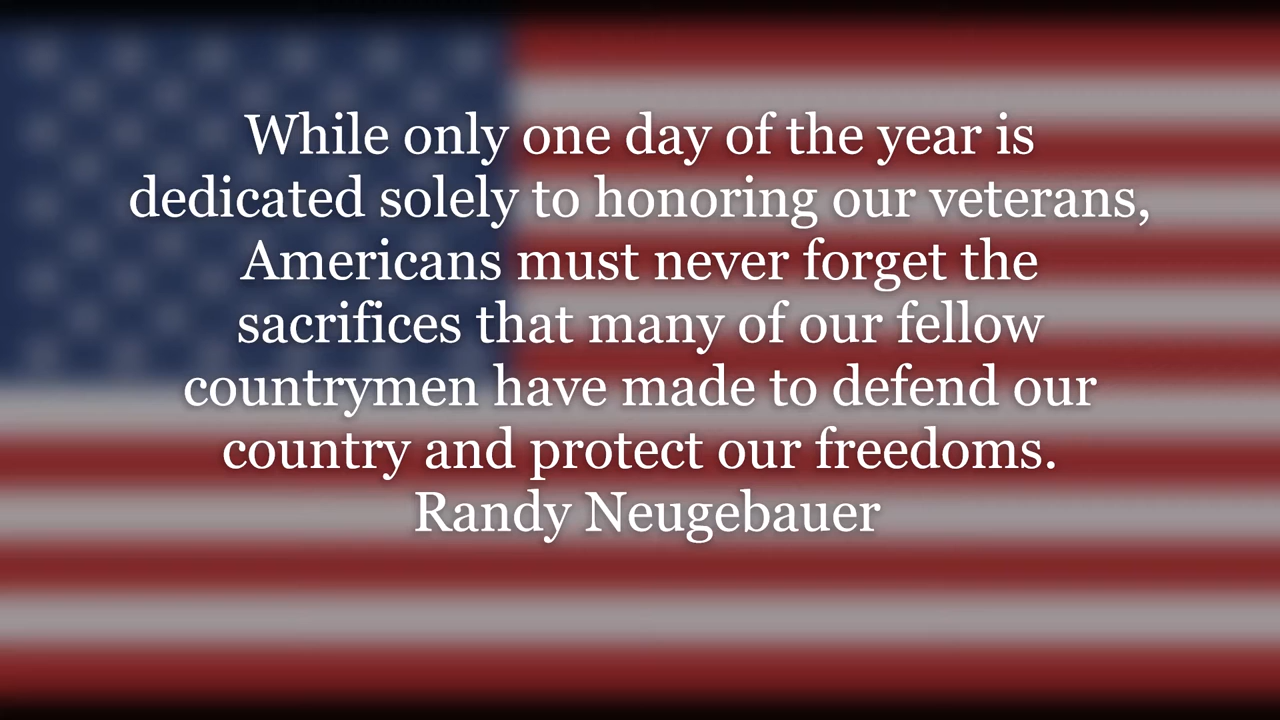 While only one day of the year is
dedicated solely to honoring our veterans,
Americans must never forget the
sacrifices that many of our fellow
countrymen have made to defend our
country and protect our freedoms.
Randy Neugebauer